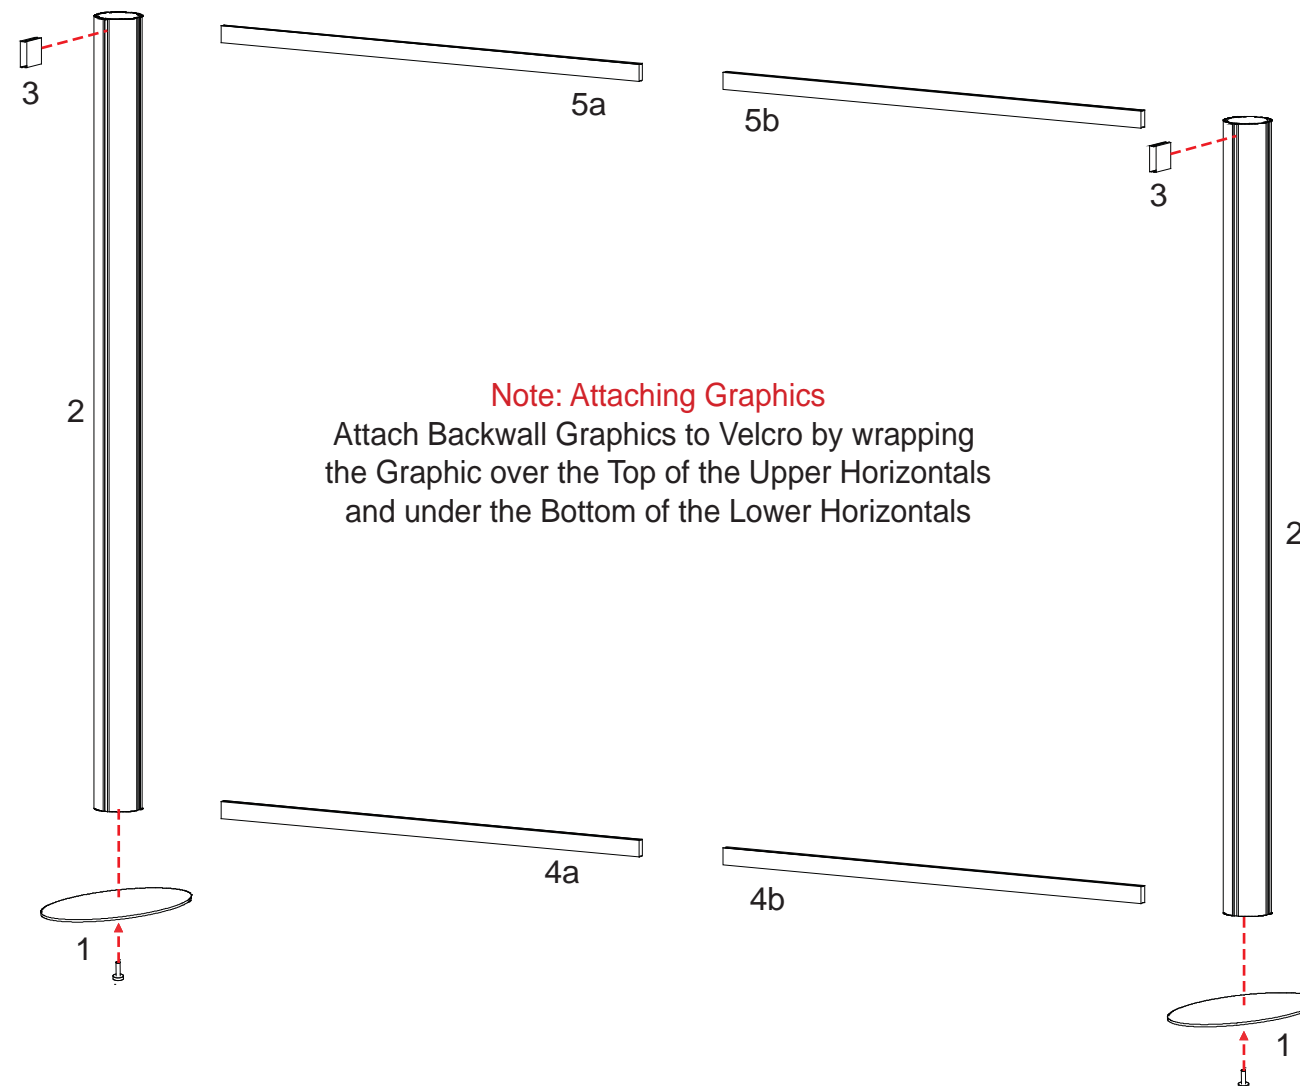 3
5a
5b
3
2
Note: Attaching Graphics
Attach Backwall Graphics to Velcro by wrapping
the Graphic over the Top of the Upper Horizontals
and under the Bottom of the Lower Horizontals
2
4a
4b
1
1